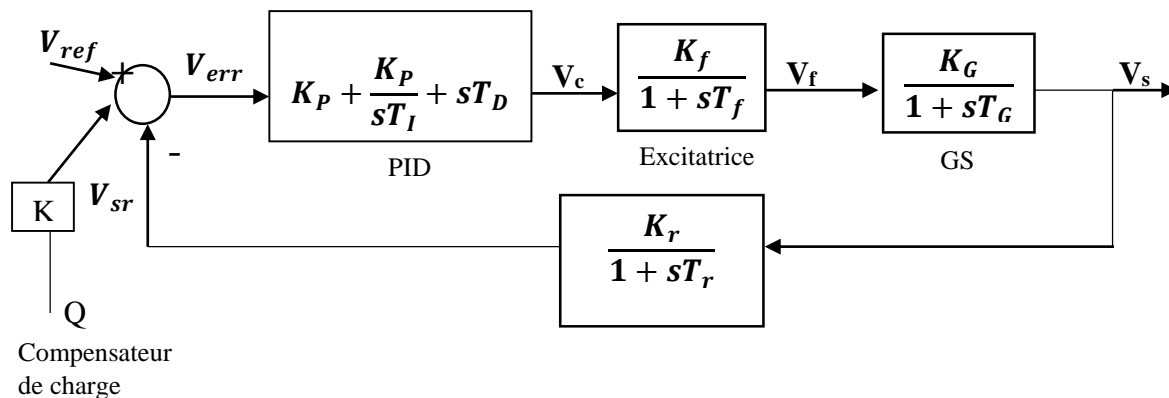 V_ref
+
V_err
K_P + K_P/sT_I + sT_D
V_c
K_f/1 + sT_f
V_f
K_G/1 + sT_G
V_s
-
PID
Excitatrice
GS
K
V_sr
K_r/1 + sT_r
Q
Compensateur
de charge